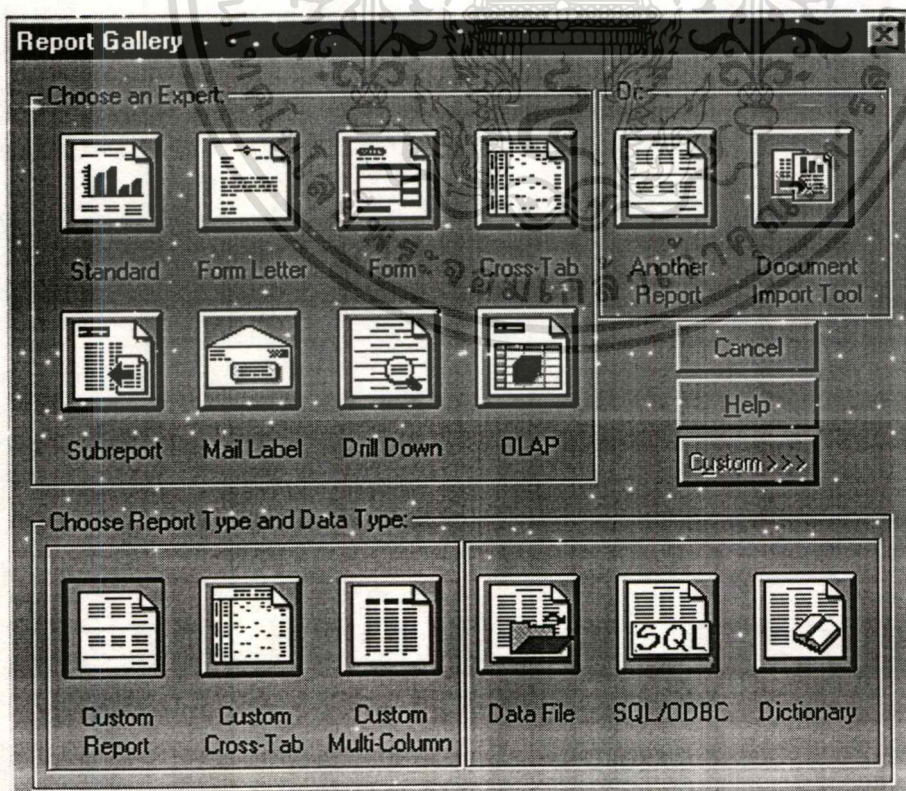 Report Gallery
Choose an Expert:
Or:
Standard Form Letter Form Cross-Tab Another Report Document Import Tool
Subreport Mail Label Drill Down OLAP
Cancel
Help
Custom >>>
Choose Report Type and Data Type:
SQL
Custom Report Custom Cross-Tab Custom Multi-Column Data File SQL/ODBC Dictionary